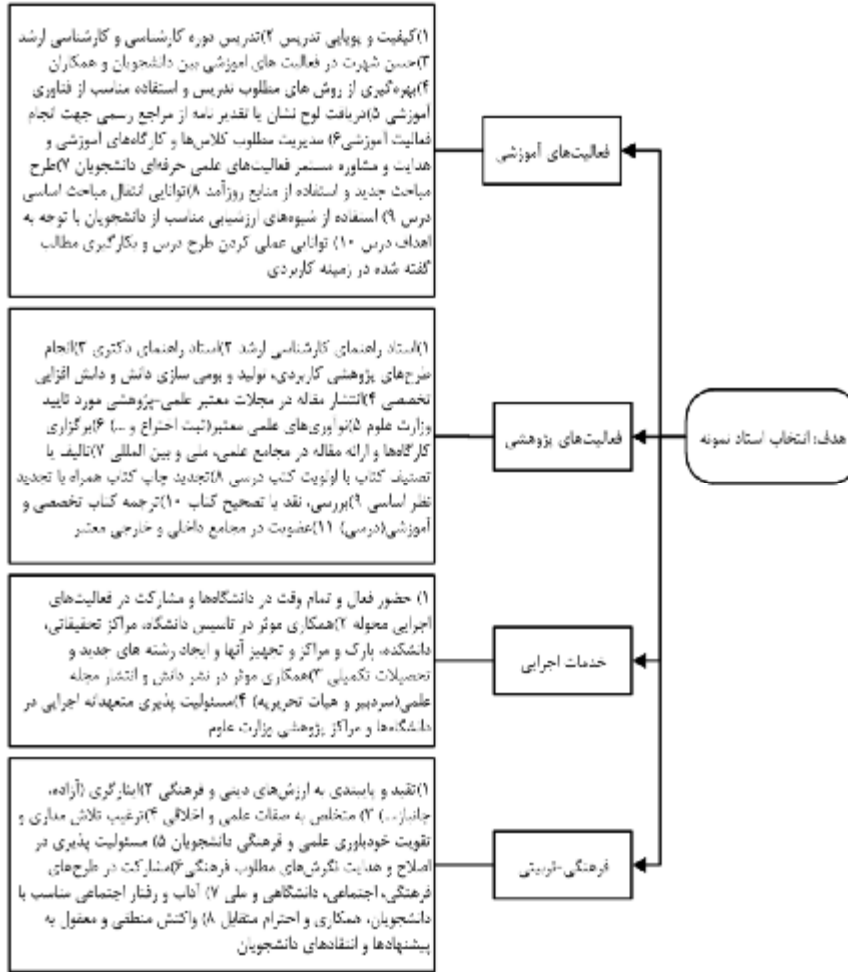 ۱)کیفیت و پویایی تدریس ۲)تدریس دوره کارشناسی و کارشناسی ارشد
۳)حسن شهرت در فعالیت های اموزشی بین دانشجویان و همکاران
۴)بهره‌گیری از روش های مطلوب تدریس و استفاده مناسب از فناوری
آموزشی ۵)دریافت لوح نشان یا تقدیر نامه از مراجع رسمی جهت انجام
فعالیت آموزشی۶) مدیریت مطلوب کلاس‌ها و کارگاه‌های آموزشی و
هدایت و مشاوره مستمر فعالیت‌های علمی حرفه‌ای دانشجویان ۷)طرح
مباحث جدید و استفاده از منابع روزآمد ۸)توانایی انتقال مباحث اساسی
درس ۹) استفاده از شیوه‌های ارزشیابی مناسب از دانشجویان با توجه به
اهداف درس ۱۰) توانایی عملی کردن طرح درس و بکارگیری مطالب
گفته شده در زمینه کاربردی
فعالیت‌های آموزشی
۱)استاد راهنمای کارشناسی ارشد ۲)استاد راهنمای دکتری ۳)انجام
طرح‌های پژوهشی کاربردی، تولید و بومی سازی دانش و دانش افزایی
تخصصی ۴)انتشار مقاله در مجلات معتبر علمی-پژوهشی مورد تایید
وزارت علوم ۵)نوآوری‌های علمی معتبر(ثبت اختراع و ...) ۶)برگزاری
کارگاه‌ها و ارائه مقاله در مجامع علمی، ملی و بین المللی ۷)تالیف یا
تصنیف کتاب با اولویت کتب درسی ۸)تجدید چاپ کتاب همراه با تجدید
نظر اساسی ۹)بررسی، نقد یا تصحیح کتاب ۱۰)ترجمه کتاب تخصصی و
آموزشی(درسی) ۱۱)عضویت در مجامع داخلی و خارجی معتبر
فعالیت‌های پژوهشی
هدف: انتخاب استاد نمونه
۱) حضور فعال و تمام وقت در دانشگاه‌ها و مشارکت در فعالیت‌های
اجرایی محوله ۲)همکاری موثر در تاسیس دانشگاه، مراکز تحقیقاتی،
دانشکده، پارک و مراکز و تجهیز آنها و ایجاد رشته های جدید و
تحصیلات تکمیلی ۳)همکاری موثر در نشر دانش و انتشار مجله
علمی(سردبیر و هیات تحریریه) ۴)مسئولیت پذیری متعهدانه اجرایی در
دانشگاه‌ها و مراکز پژوهشی وزارت علوم
خدمات اجرایی
۱)تقید و پایبندی به ارزش‌های دینی و فرهنگی ۲)ایثارگری (آزاده،
جانباز...) ۳) متخلص به صفات علمی و اخلاقی ۴)ترغیب تلاش مداری و
تقویت خودباوری علمی و فرهنگی دانشجویان ۵) مسئولیت پذیری در
اصلاح و هدایت نگرش‌های مطلوب فرهنگی۶)مشارکت در طرح‌های
فرهنگی، اجتماعی، دانشگاهی و ملی ۷) آداب و رفتار اجتماعی مناسب با
دانشجویان، همکاری و احترام متقابل ۸) واکنش منطقی و معقول به
پیشنهادها و انتقادهای دانشجویان
فرهنگی-تربیتی